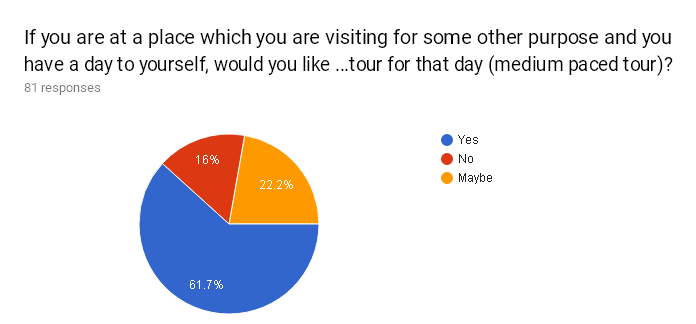 If you are at a place which you are visiting for some other purpose and you
have a day to yourself, would you like ...tour for that day (medium paced tour)?
81 responses
Yes
No
Maybe
16%
22.2%
61.7%